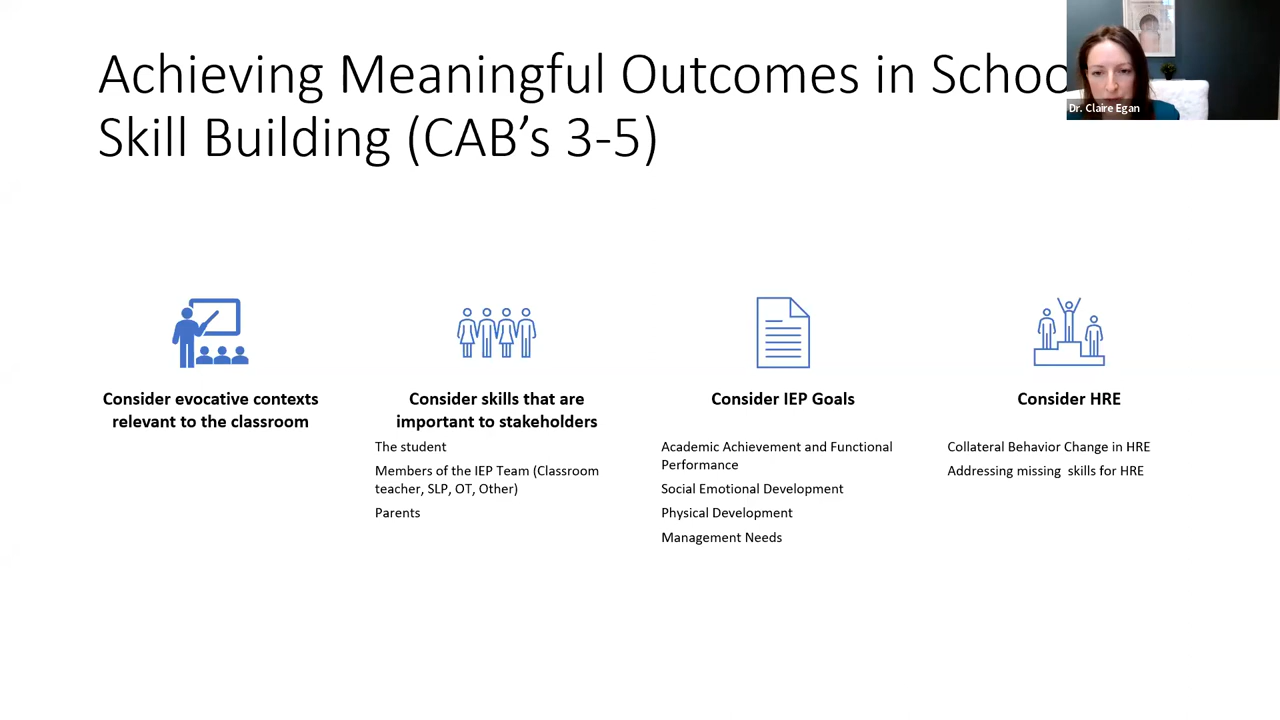 Achieving Meaningful Outcomes in Schoo
Skill Building (CAB's 3-5)
Dr. Claire Egan
Consider evocative contexts
relevant to the classroom
Consider skills that are
important to stakeholders
The student
Members of the IEP Team (Classroom
teacher, SLP, OT, Other)
Parents
Consider IEP Goals
Academic Achievement and Functional
Performance
Social Emotional Development
Physical Development
Management Needs
Consider HRE
Collateral Behavior Change in HRE
Addressing missing skills for HRE